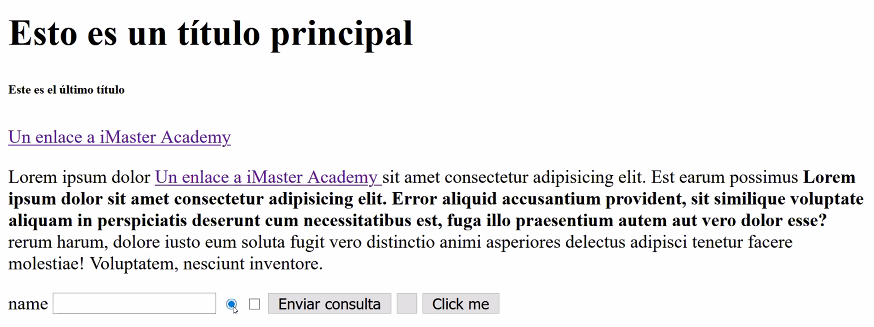 Esto es un título principal
Este es el último título
Un enlace a iMaster Academy
Lorem ipsum dolor Un enlace a iMaster Academy sit amet consectetur adipisicing elit. Est earum possimus Lorem
ipsum dolor sit amet consectetur adipisicing elit. Error aliquid accusantium provident, sit similique voluptate
aliquam in perspiciatis deserunt cum necessitatibus est, fuga illo praesentium autem aut vero dolor esse?
rerum harum, dolore iusto eum soluta fugit vero distinctio animi asperiores delectus adipisci tenetur facere
molestiae! Voluptatem, nesciunt inventore.
name Enviar consulta Click me